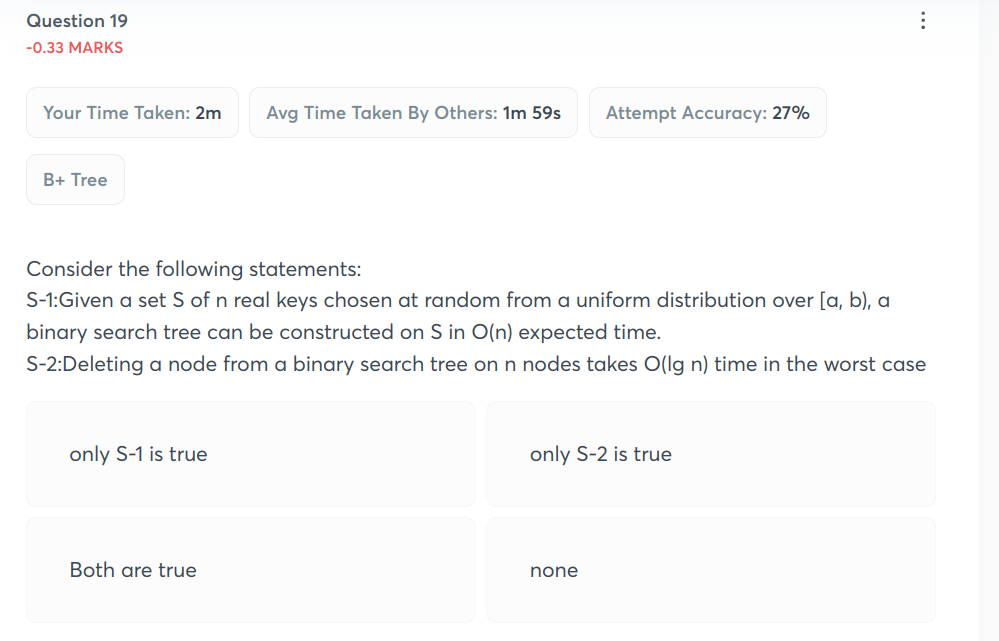 Question 19
-0.33 MARKS
Your Time Taken: 2m
Avg Time Taken By Others: 1m 59s
Attempt Accuracy: 27%
B+ Tree
Consider the following statements:
S-1:Given a set S of n real keys chosen at random from a uniform distribution over [a, b), a
binary search tree can be constructed on S in O(n) expected time.
S-2:Deleting a node from a binary search tree on n nodes takes O(lg n) time in the worst case
only S-1 is true
only S-2 is true
Both are true
none